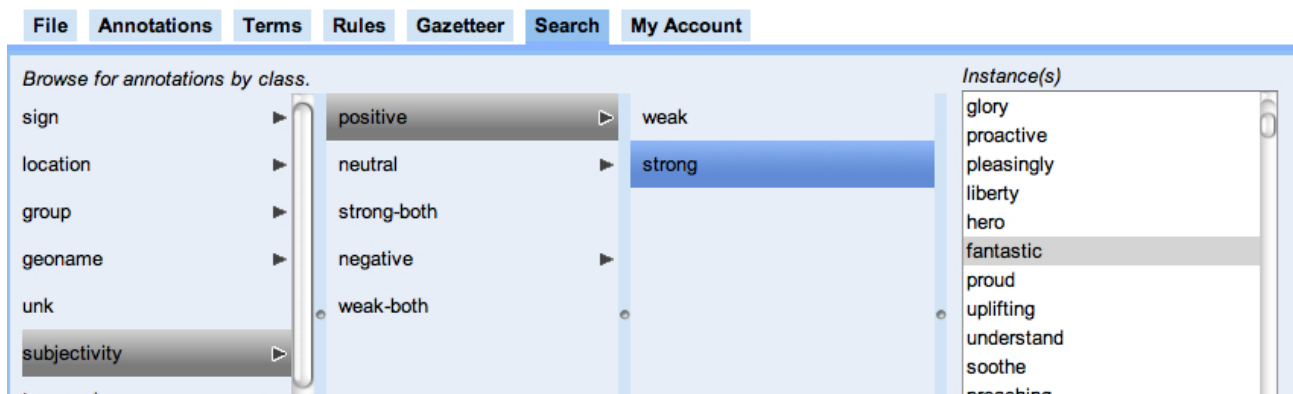 File Annotations Terms Rules Gazetteer Search My Account
Browse for annotations by class.
sign
location
group
geoname
unk
subjectivity
positive
neutral
strong-both
negative
weak-both
weak
strong
Instance(s)
glory
proactive
pleasingly
liberty
hero
fantastic
proud
uplifting
understand
soothe
preaching